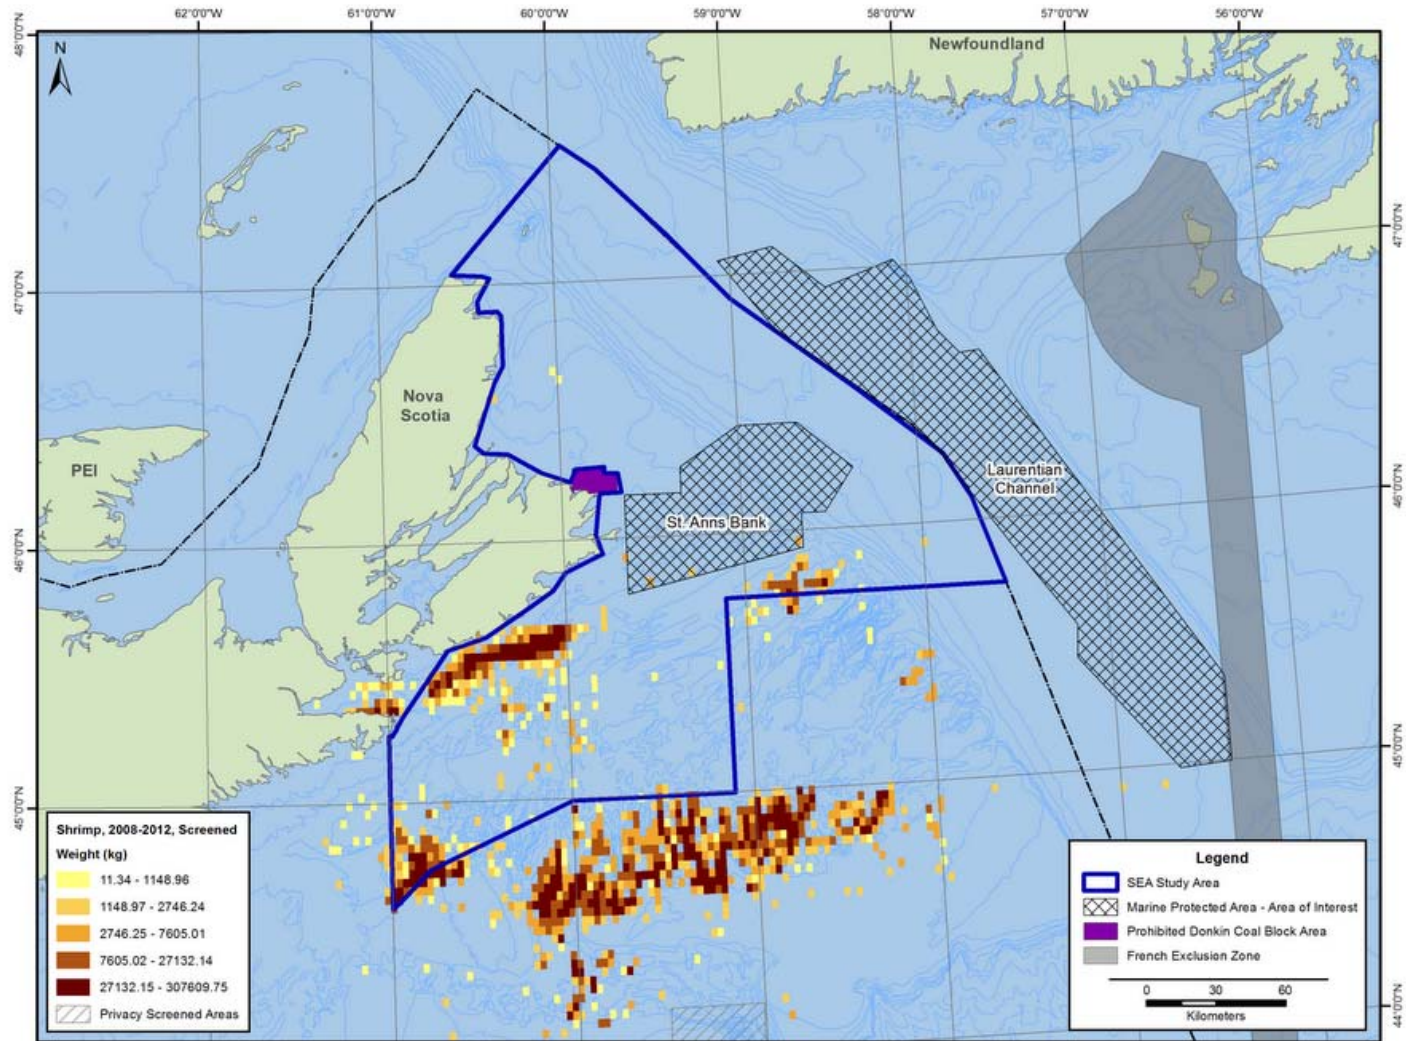 62°0'0"W 61°0'0"W 60°0'0"W 59°0'0"W 58°0'0"W 57°0'0"W 56°0'0"W
48°0'0"N
N
Newfoundland
47°0'0"N
47°0'0"N
Nova
Scotia
PEI
Laurentian
Channel
46°0'0"N
St. Anns Bank
46°0'0"N
45°0'0"N
45°0'0"N
Shrimp, 2008-2012, Screened
Weight (kg)
11.34 - 1148.96
1148.97 - 2746.24
2746.25 - 7605.01
7605.02 - 27132.14
27132.15 - 307609.75
Privacy Screened Areas
Legend
SEA Study Area
Marine Protected Area - Area of Interest
Prohibited Donkin Coal Block Area
French Exclusion Zone
0 30 60
Kilometers
44°0'0"N